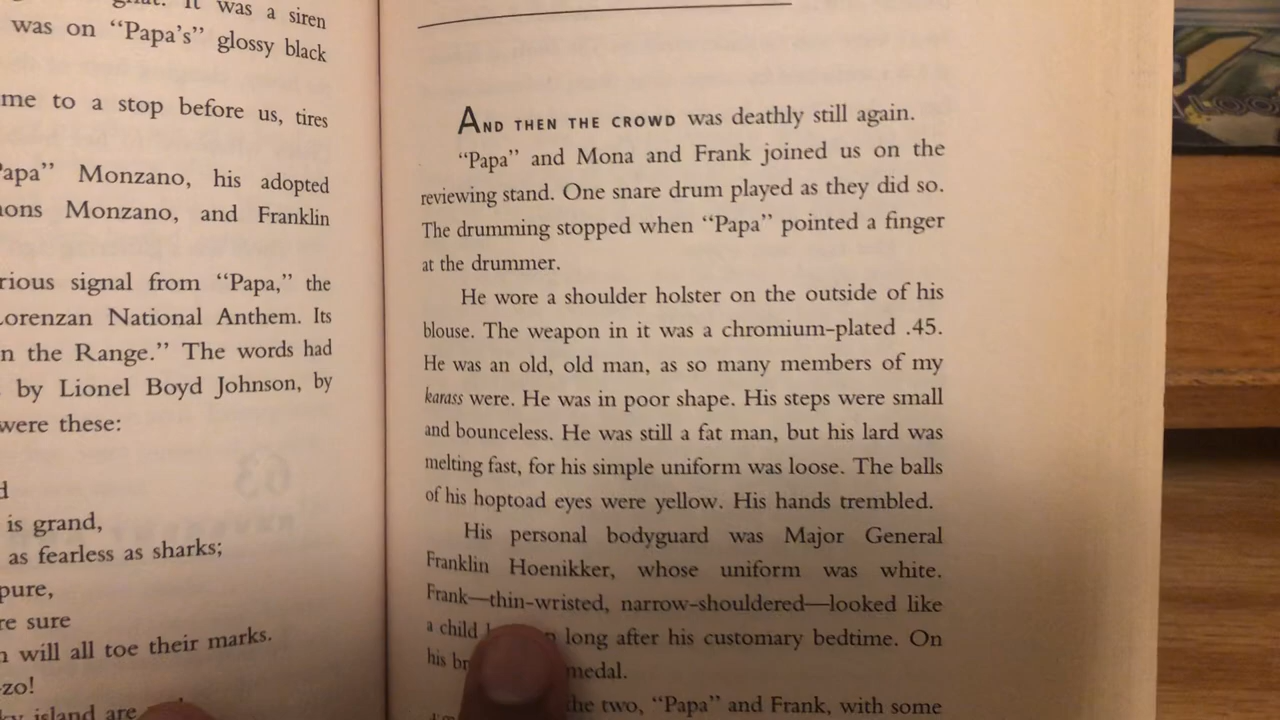 It was a siren
was on “Papa's” glossy black
me to a stop before us, tires
Papa” Monzano, his adopted
Monzano, and Franklin
signal from “Papa,” the
Lorenzan National Anthem. Its
n the Range.” The words had
by Lionel Boyd Johnson, by
were these:
is grand,
as fearless as sharks;
pure,
sure
will all toe their marks.
island are
AND THEN THE CROWD was deathly still again.
“Papa” and Mona and Frank joined us on the
reviewing stand. One snare drum played as they did so.
The drumming stopped when “Papa” pointed a finger
at the drummer.
He wore a shoulder holster on the outside of his
blouse. The weapon in it was a chromium-plated .45.
He was an old, old man, as so many members of my
karass were. He was in poor shape. His steps were small
and bounceless. He was still a fat man, but his lard was
melting fast, for his simple uniform was loose. The balls
of his hoptoad eyes were yellow. His hands trembled.
His personal bodyguard was Major General
Franklin Hoenikker, whose uniform was white.
Frank—thin-wristed, narrow-shouldered—looked like
a child long after his customary bedtime. On
his medal.
the two, “Papa” and Frank, with some